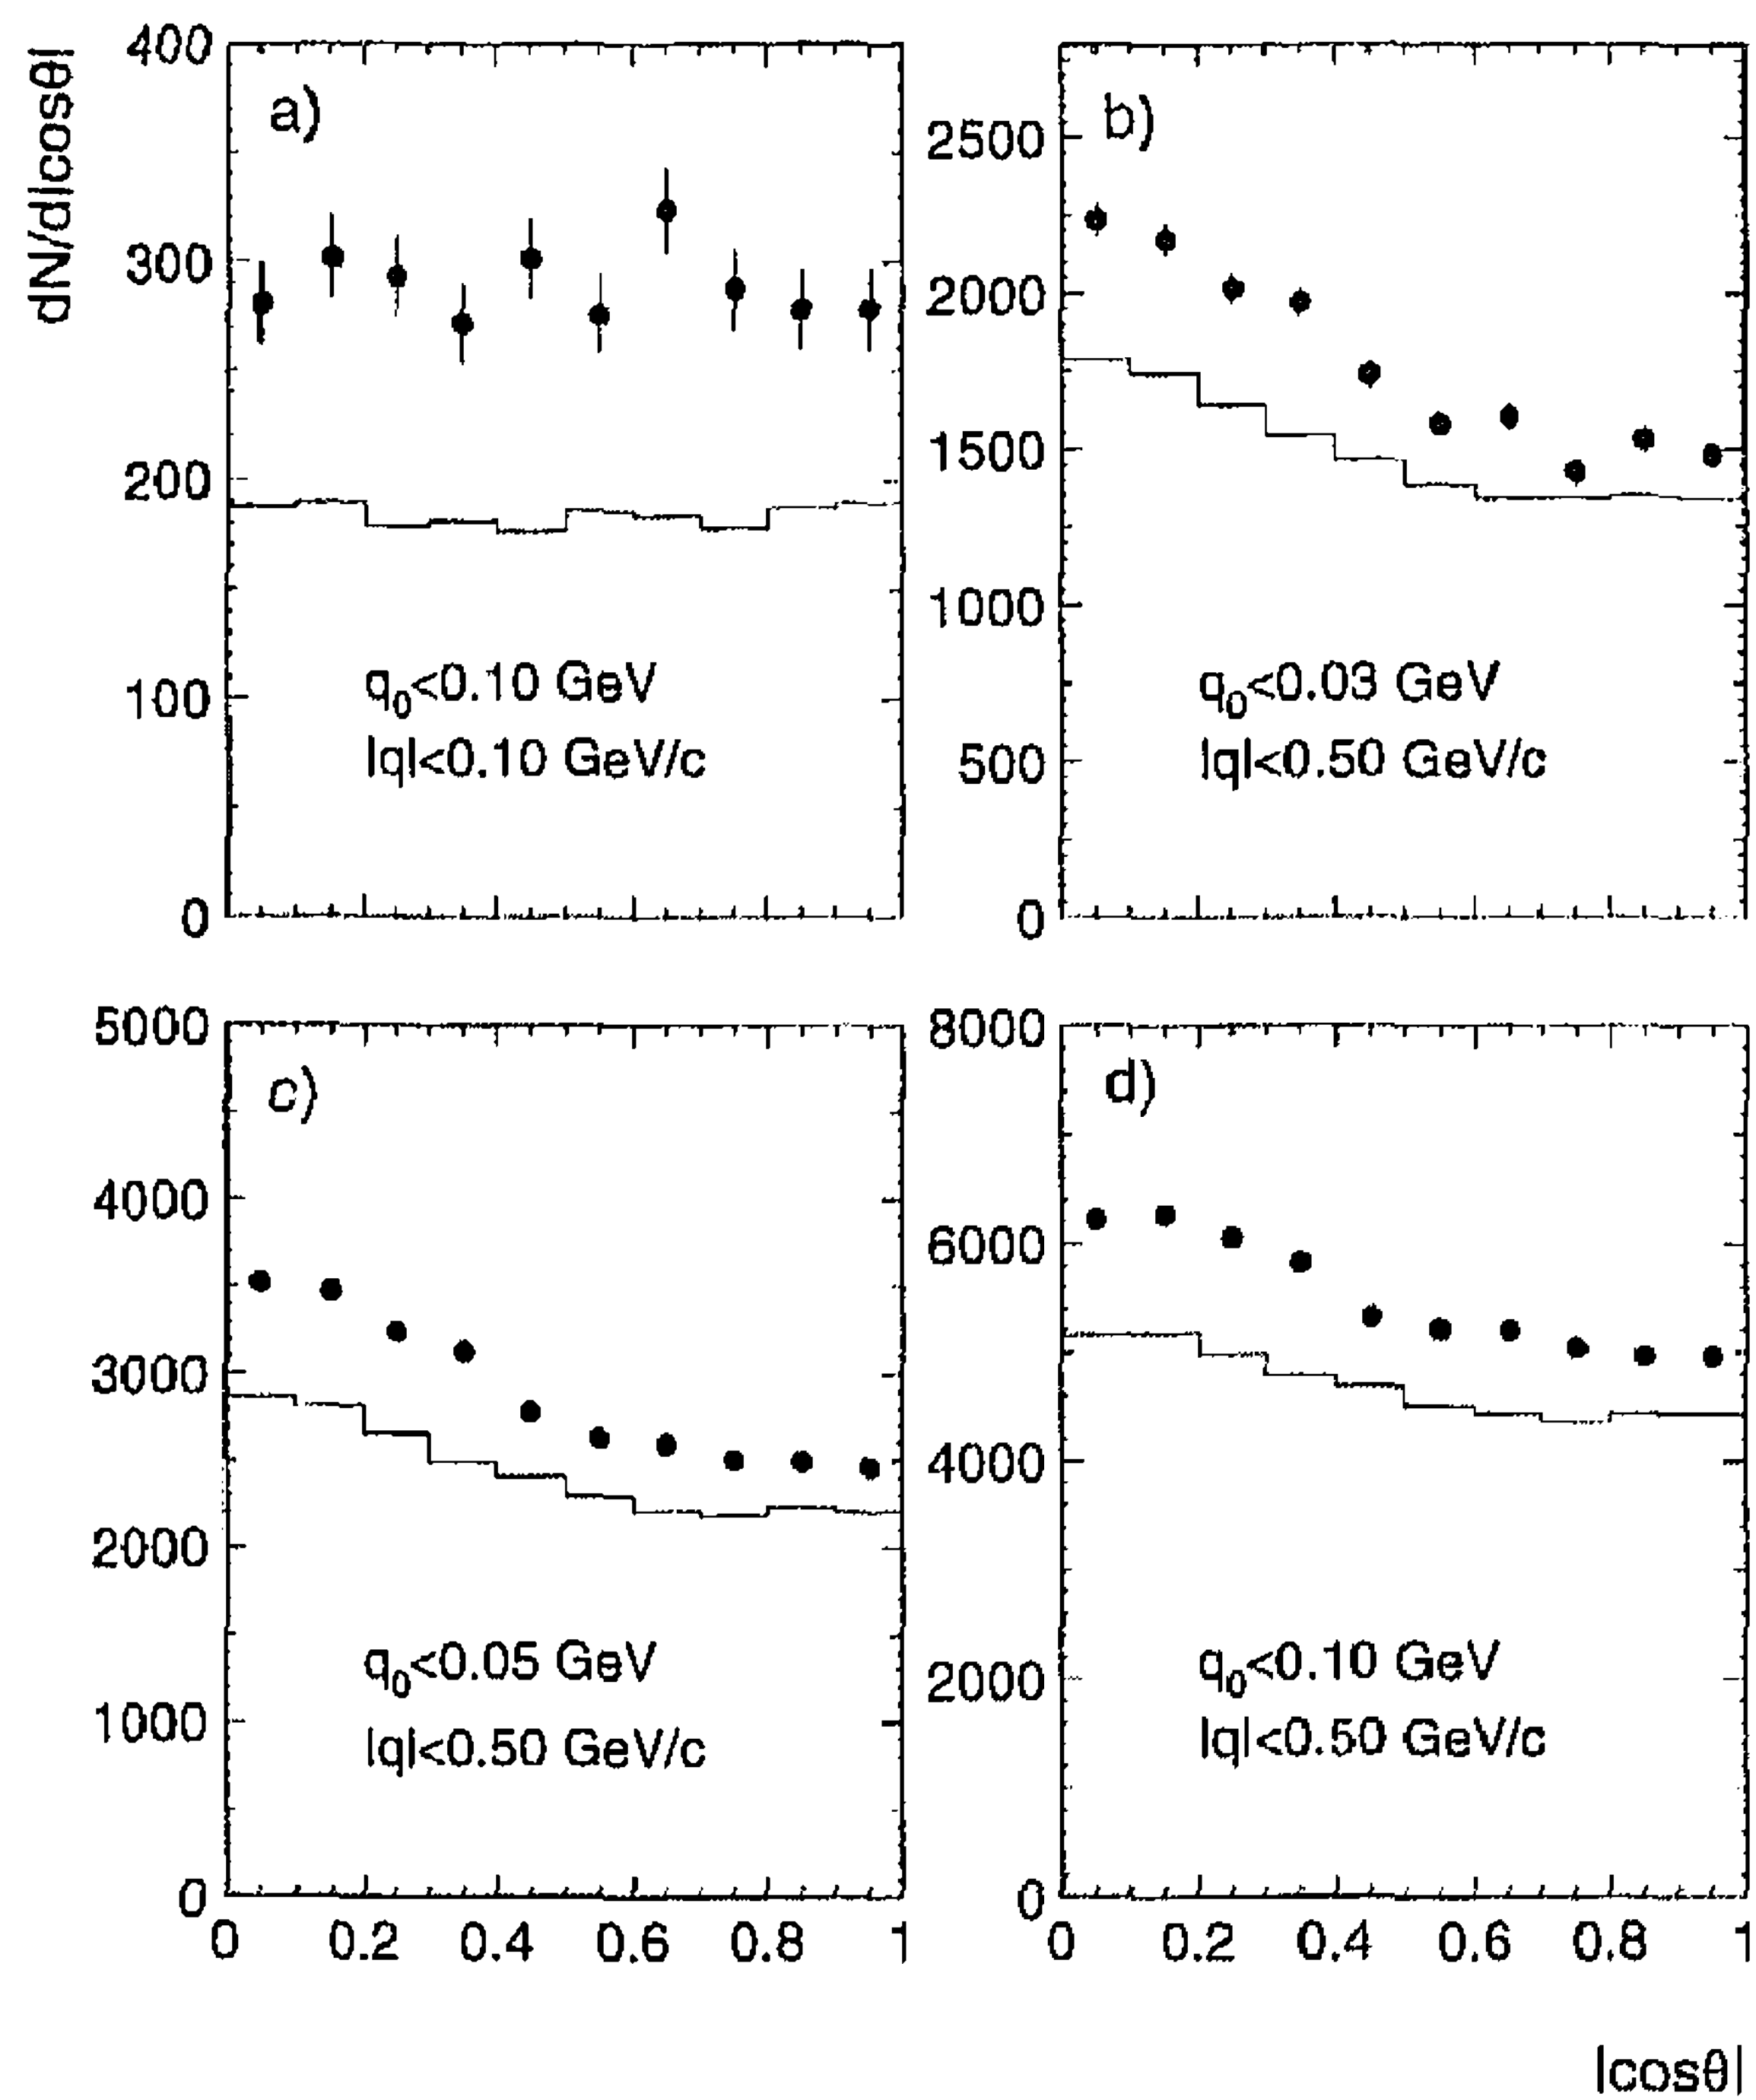 dN/d|cosθ|
400
300
200
100
0
a)
q0<0.10 GeV
|q|<0.10 GeV/c
2500
2000
1500
1000
500
0
b)
q0<0.03 GeV
|q|<0.50 GeV/c
5000
4000
3000
2000
1000
0
c)
q0<0.05 GeV
|q|<0.50 GeV/c
0 0.2 0.4 0.6 0.8 1
8000
6000
4000
2000
0
d)
q0<0.10 GeV
|q|<0.50 GeV/c
0 0.2 0.4 0.6 0.8 1
|cosθ|